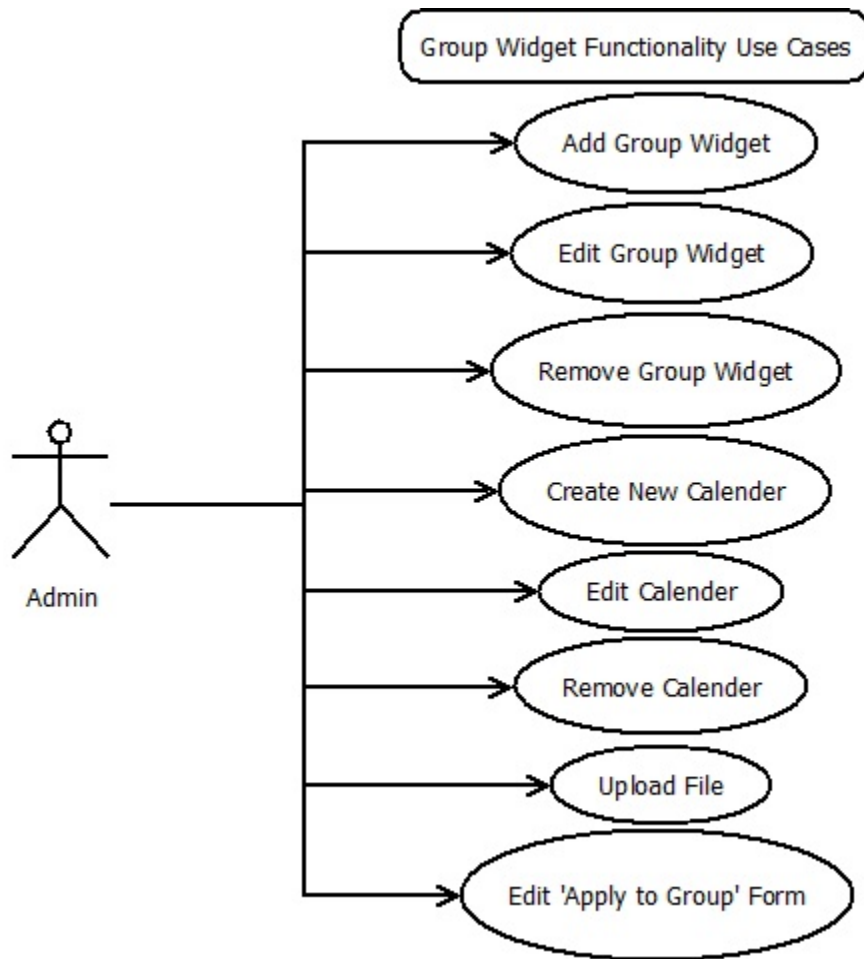 Group Widget Functionality Use Cases
Add Group Widget
Edit Group Widget
Remove Group Widget
Create New Calender
Edit Calender
Admin
Remove Calender
Upload File
Edit 'Apply to Group' Form